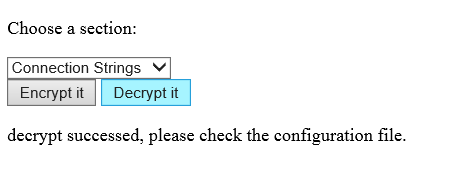 Choose a section:
Connection Strings
Encrypt it Decrypt it
decrypt successed, please check the configuration file.